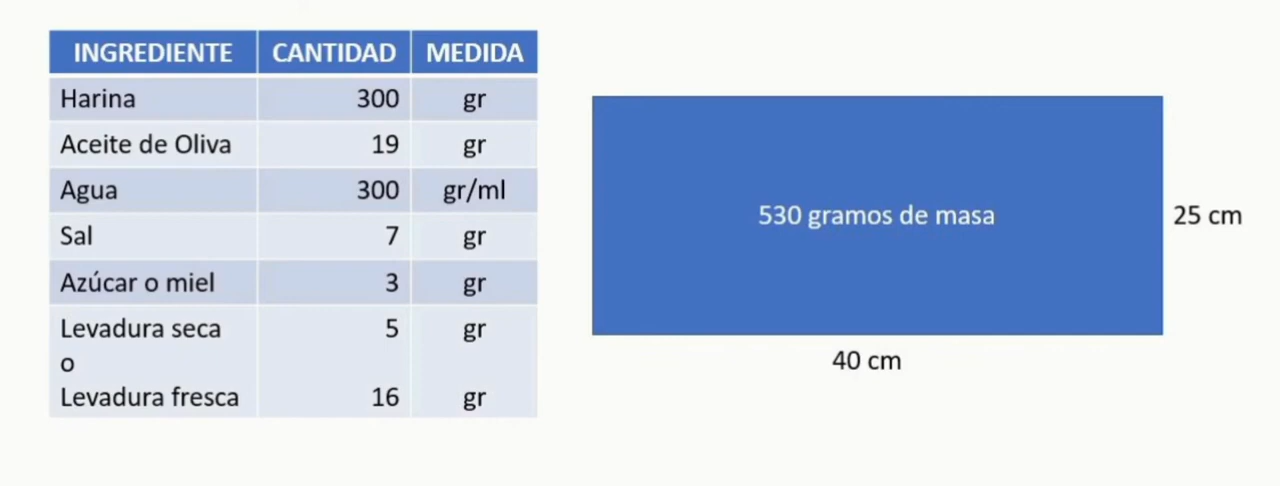 INGREDIENTE CANTIDAD MEDIDA
Harina 300 gr
Aceite de Oliva 19 gr
Agua 300 gr/ml
Sal 7 gr
Azúcar o miel 3 gr
Levadura seca 5 gr
o
Levadura fresca 16 gr
530 gramos de masa
25 cm
40 cm